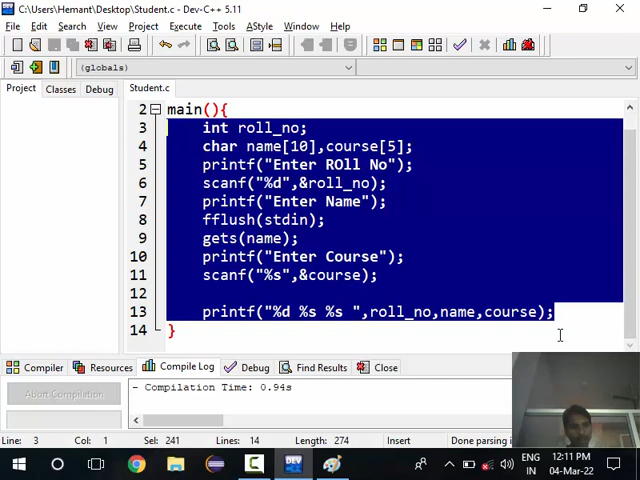 C:\Users\Hemant\Desktop\Student.c - Dev-C++ 5.11
File Edit Search View Project Execute Tools AStyle Window Help
(globals)
Project Classes Debug
Student.c
2 main(){
3 int roll_no;
4 char name[10],course[5];
5 printf("Enter ROll No");
6 scanf("%d",&roll_no);
7 printf("Enter Name");
8 fflush(stdin);
9 gets(name);
10 printf("Enter Course");
11 scanf("%s",&course);
12
13 printf("%d %s %s ",roll_no,name,course);
14 }
Compiler Resources Compile Log Debug Find Results Close
Abort Compilation
- Compilation Time: 0.94s
Line: 3 Col: 1 Sel: 241 Lines: 14 Length: 274 Insert Done parsing in
DEV
ENG
IN
12:11 PM
04-Mar-22